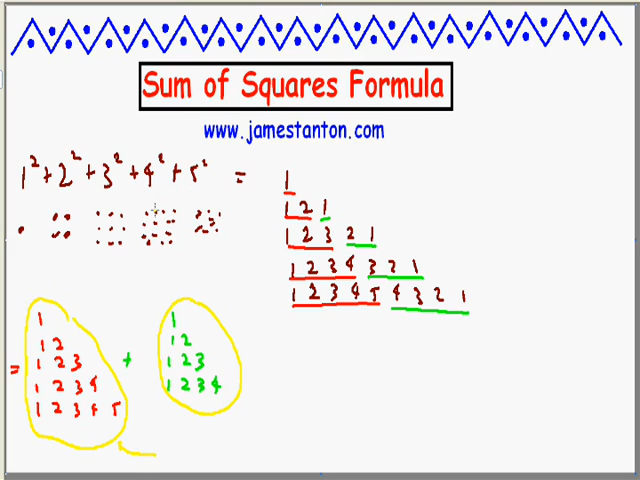 Sum of Squares Formula
www.jamestanton.com
1² + 2² + 3² + 4² + 5² =
1
1 2 1
1 2 3 2 1
1 2 3 4 3 2 1
1 2 3 4 5 4 3 2 1
=
1
1 2
1 2 3
1 2 3 4
1 2 3 4 5
+
1
1 2
1 2 3
1 2 3 4